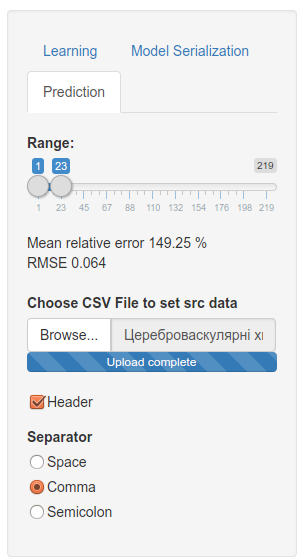 Learning Model Serialization
Prediction
Range:
1 23 219
1 23 45 67 88 110 132 154 176 198 219
Mean relative error 149.25 %
RMSE 0.064
Choose CSV File to set src data
Browse... Цереброваскулярні
Upload complete
Header
Separator
Space
Comma
Semicolon